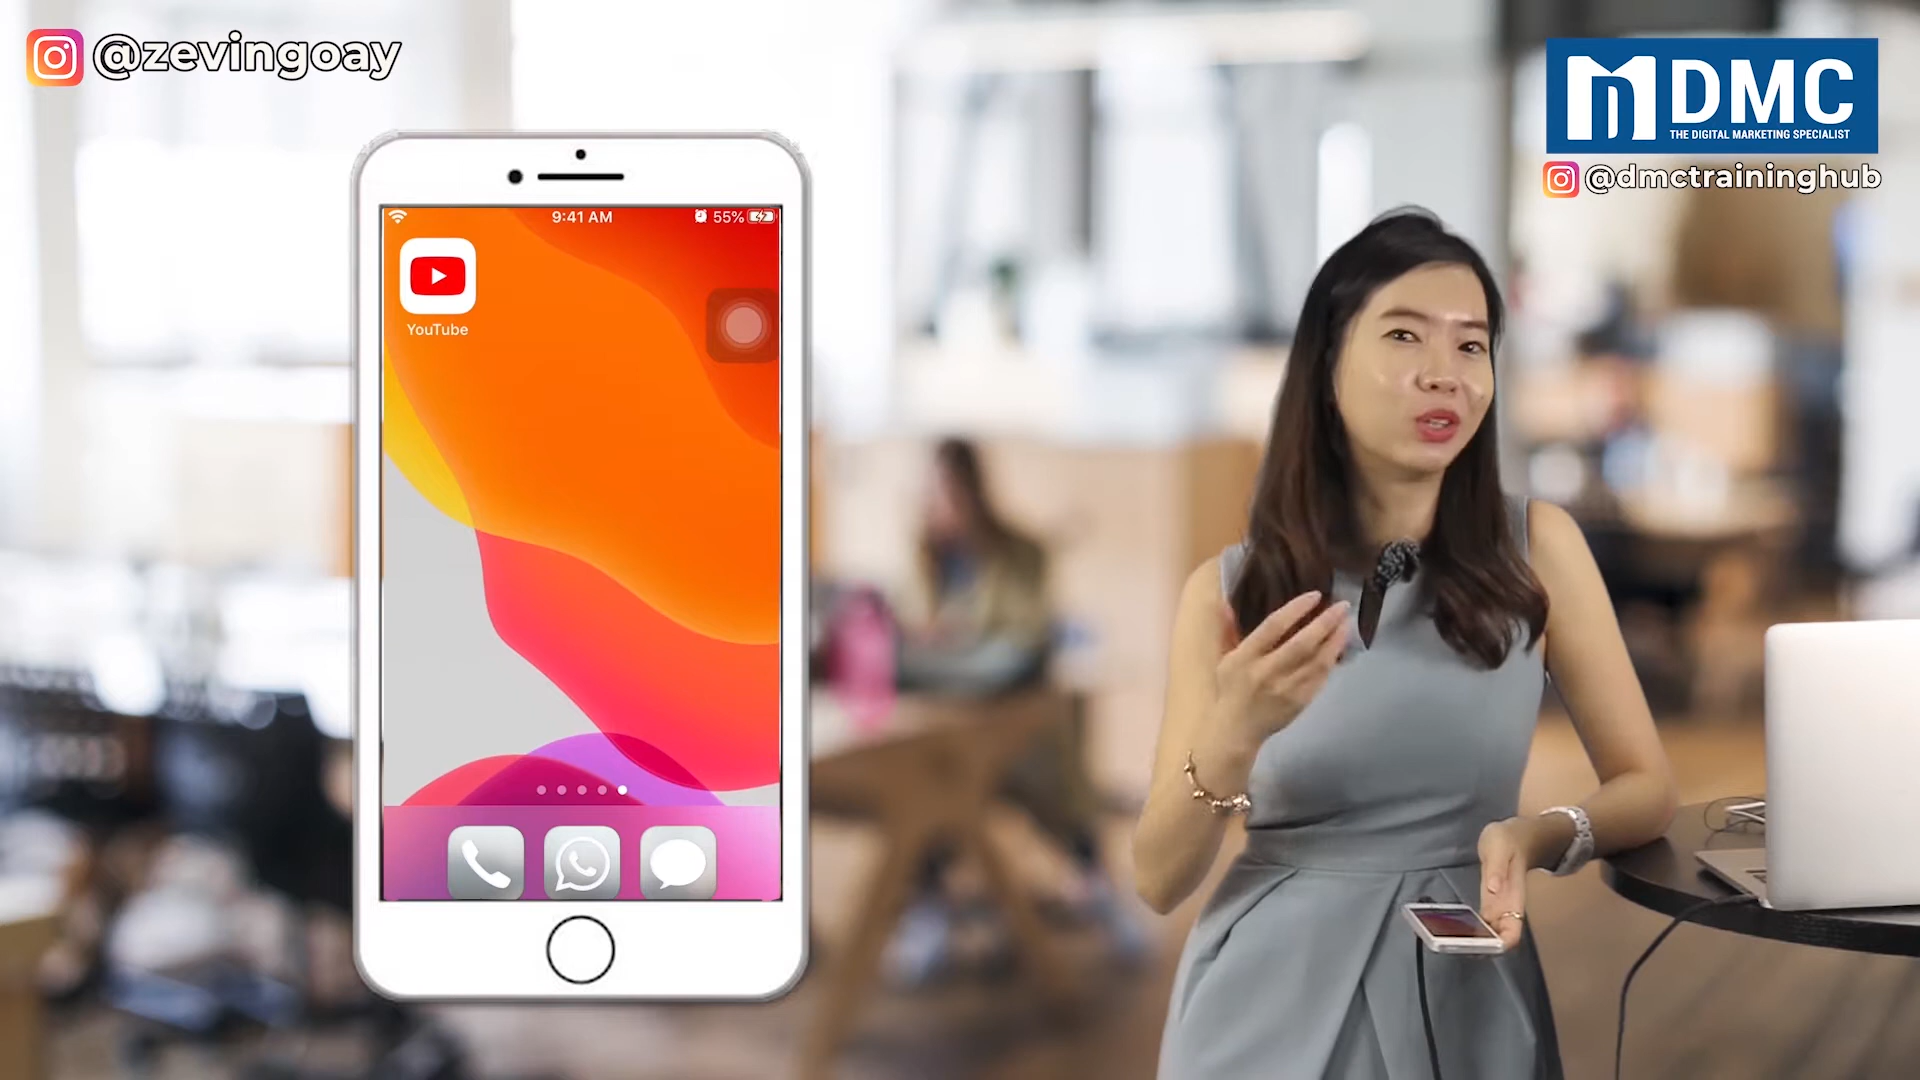 @zevingoay
DMC
THE DIGITAL MARKETING SPECIALIST
@dmctraininghub
9:41 AM
55%
YouTube